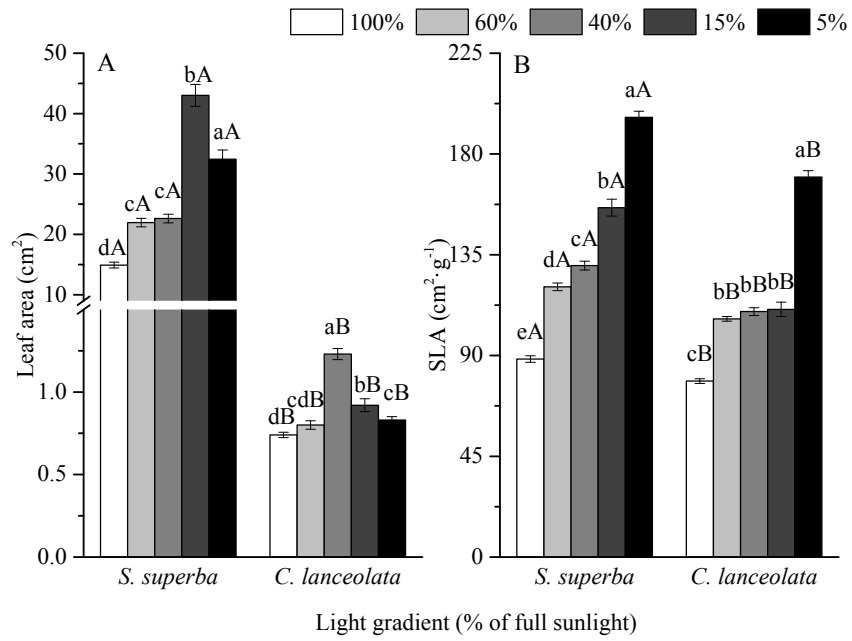 100% 60% 40% 15% 5%
A
B
Leaf area (cm²)
50
40
30
20
10
1.0
0.5
0.0
dA cA cA bA aA
dB cdB aB bB cB
S. superba C. lanceolata
SLA (cm²·g⁻¹)
225
180
135
90
45
0
eA dA cA bA aA
cB bB bB bB aB
S. superba C. lanceolata
Light gradient (% of full sunlight)